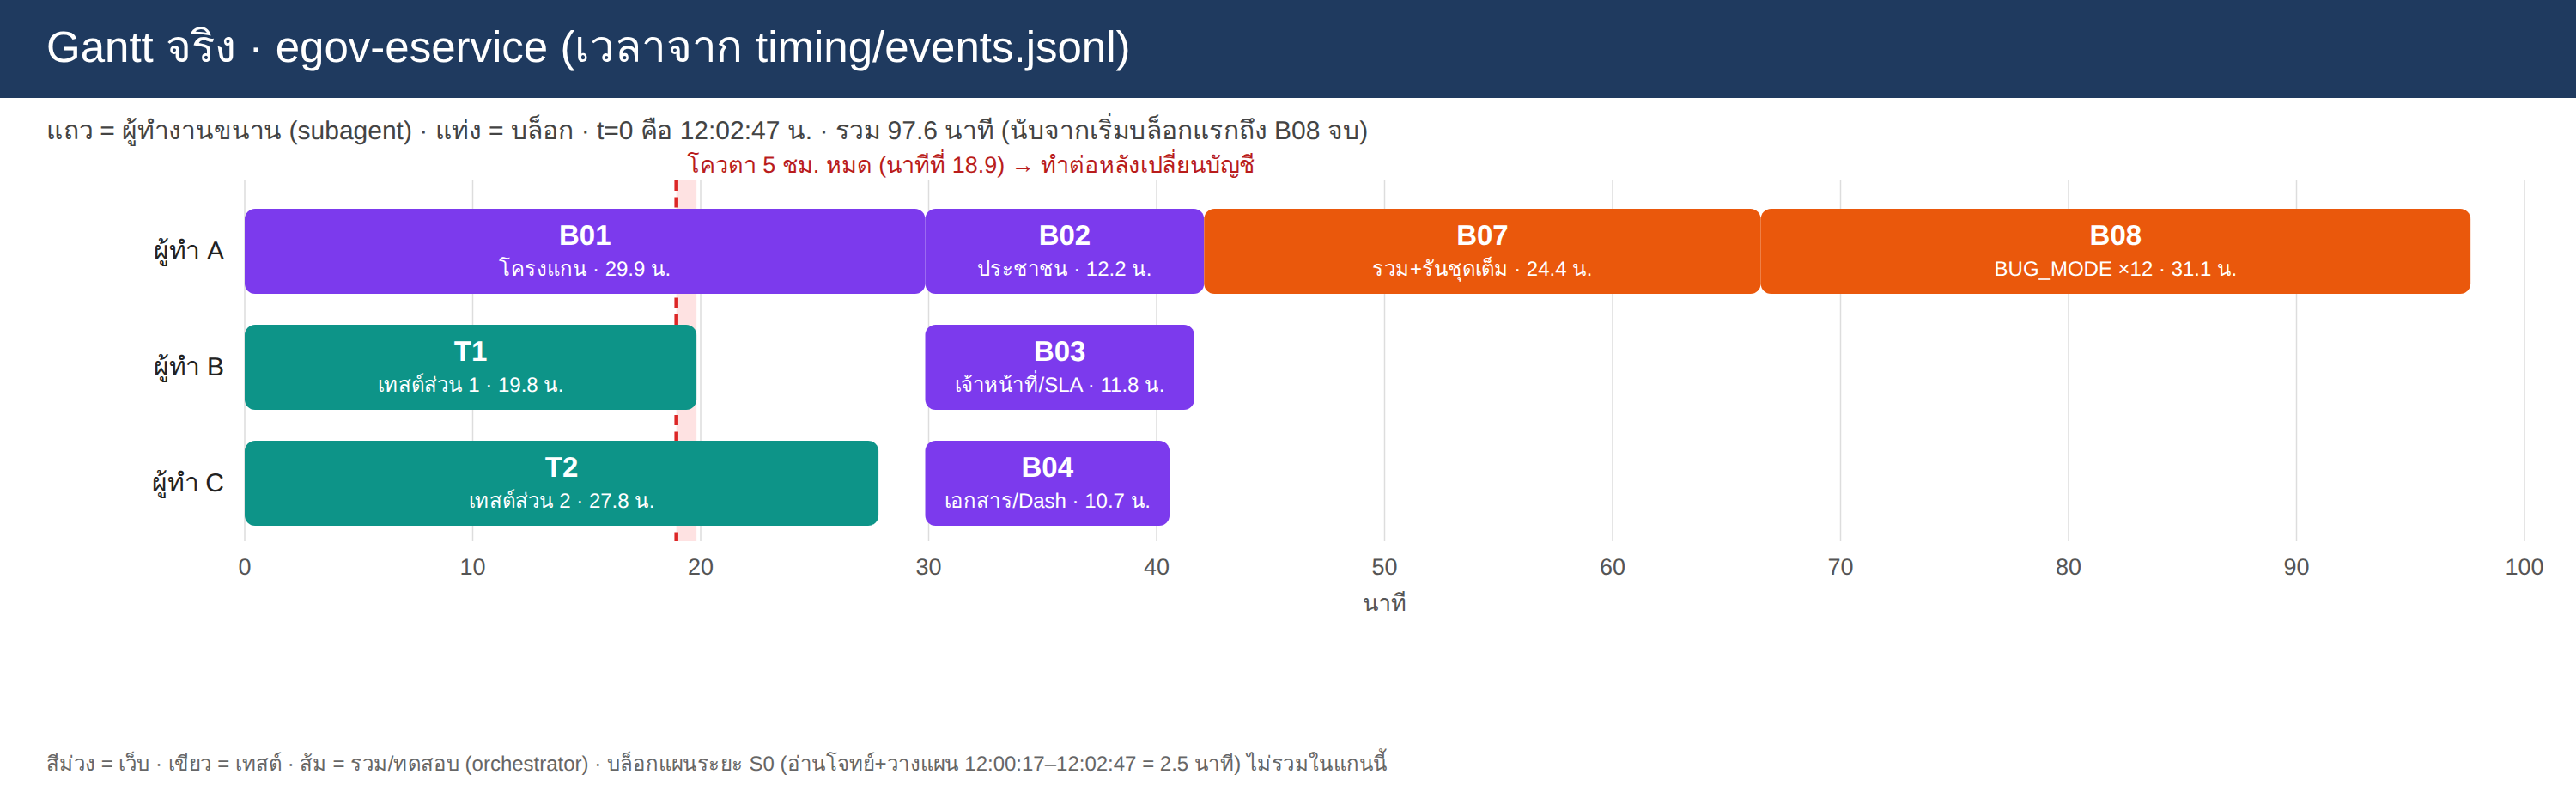 Gantt จริง · egov-eservice (เวลาจาก timing/events.jsonl)
แถว = ผู้ทำงานขนาน (subagent) · แท่ง = บล็อก · t=0 คือ 12:02:47 น. · รวม 97.6 นาที (นับจากเริ่มบล็อกแรกถึง B08 จบ)
โควตา 5 ชม. หมด (นาทีที่ 18.9) → ทำต่อหลังเปลี่ยนบัญชี
ผู้ทำ A
B01
โครงแกน · 29.9 น.
B02
ประชาชน · 12.2 น.
B07
รวม+รันชุดเต็ม · 24.4 น.
B08
BUG_MODE ×12 · 31.1 น.
ผู้ทำ B
T1
เทสต์ส่วน 1 · 19.8 น.
B03
เจ้าหน้าที่/SLA · 11.8 น.
ผู้ทำ C
T2
เทสต์ส่วน 2 · 27.8 น.
B04
เอกสาร/Dash · 10.7 น.
0 10 20 30 40 50 60 70 80 90 100
นาที
สีม่วง = เว็บ · เขียว = เทสต์ · ส้ม = รวม/ทดสอบ (orchestrator) · บล็อกแผนระยะ S0 (อ่านโจทย์+วางแผน 12:00:17–12:02:47 = 2.5 นาที) ไม่รวมในแกนนี้